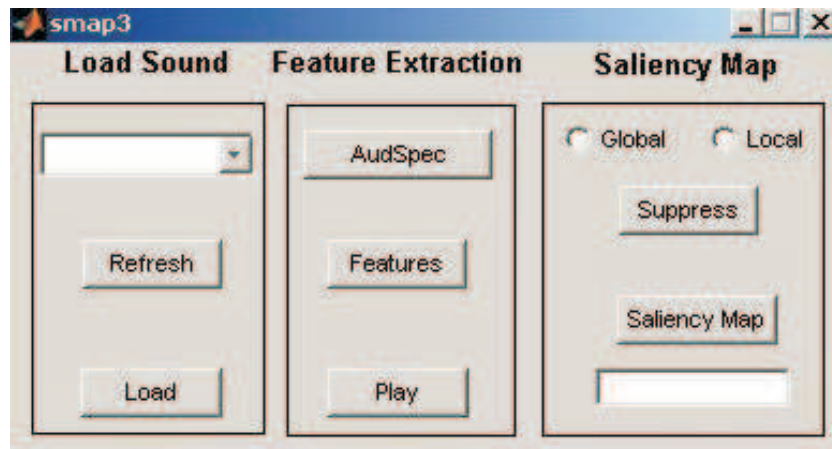 smap3
Load Sound
Feature Extraction
Saliency Map
AudSpec
Global
Local
Suppress
Refresh
Features
Saliency Map
Load
Play